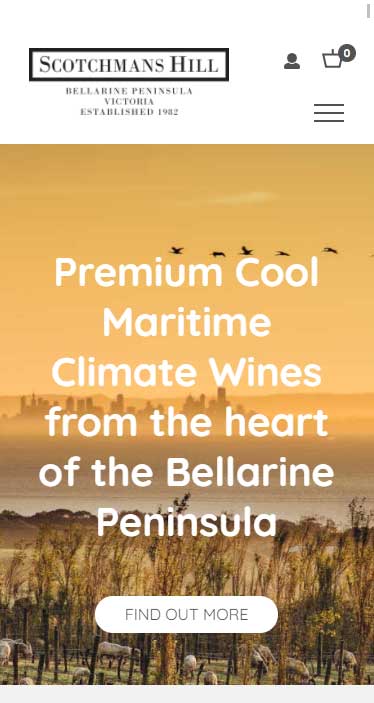 SCOTCHMANS HILL
0
BELLARINE PENINSULA
VICTORIA
ESTABLISHED 1982
Premium Cool
Maritime
Climate Wines
from the heart
of the Bellarine
Peninsula
FIND OUT MORE